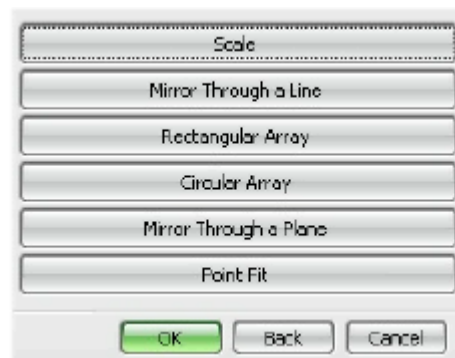 Scale
Mirror Through a Line
Rectangular Array
Circular Array
Mirror Through a Plane
Point Fit
OK Back Cancel